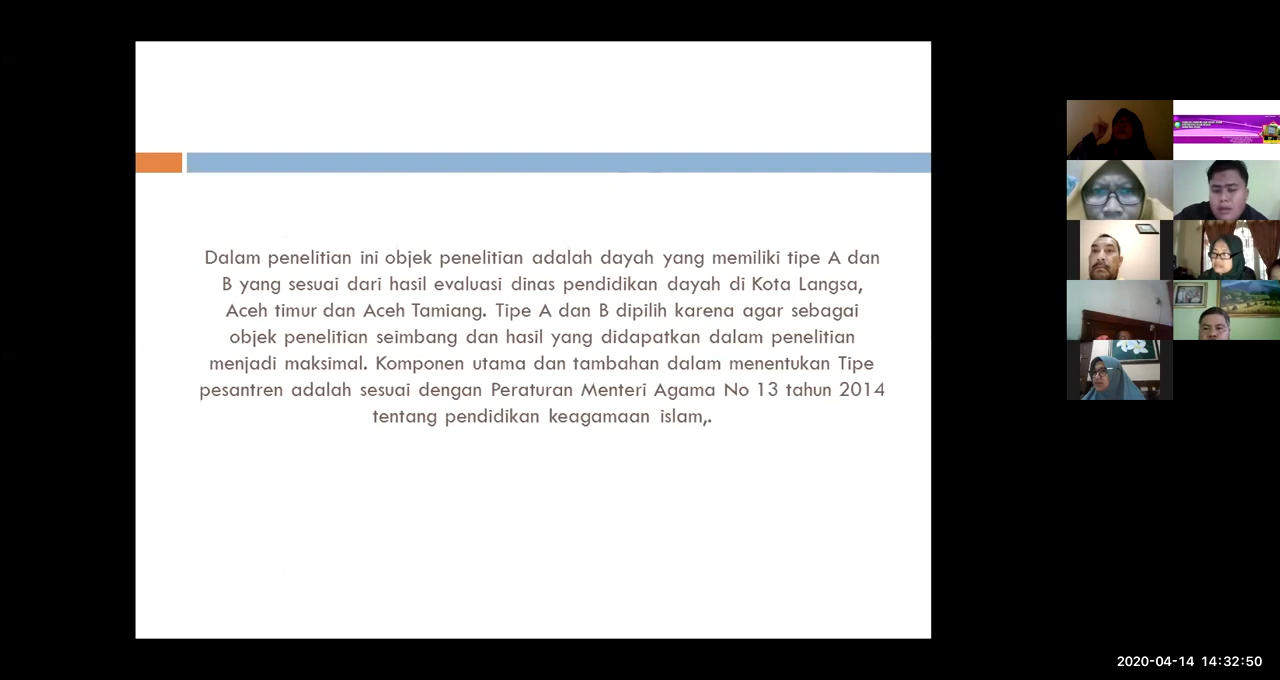 Dalam penelitian ini objek penelitian adalah dayah yang memiliki tipe A dan
B yang sesuai dari hasil evaluasi dinas pendidikan dayah di Kota Langsa,
Aceh timur dan Aceh Tamiang. Tipe A dan B dipilih karena agar sebagai
objek penelitian seimbang dan hasil yang didapatkan dalam penelitian
menjadi maksimal. Komponen utama dan tambahan dalam menentukan Tipe
pesantren adalah sesuai dengan Peraturan Menteri Agama No 13 tahun 2014
tentang pendidikan keagamaan islam,.
2020-04-14 14:32:50